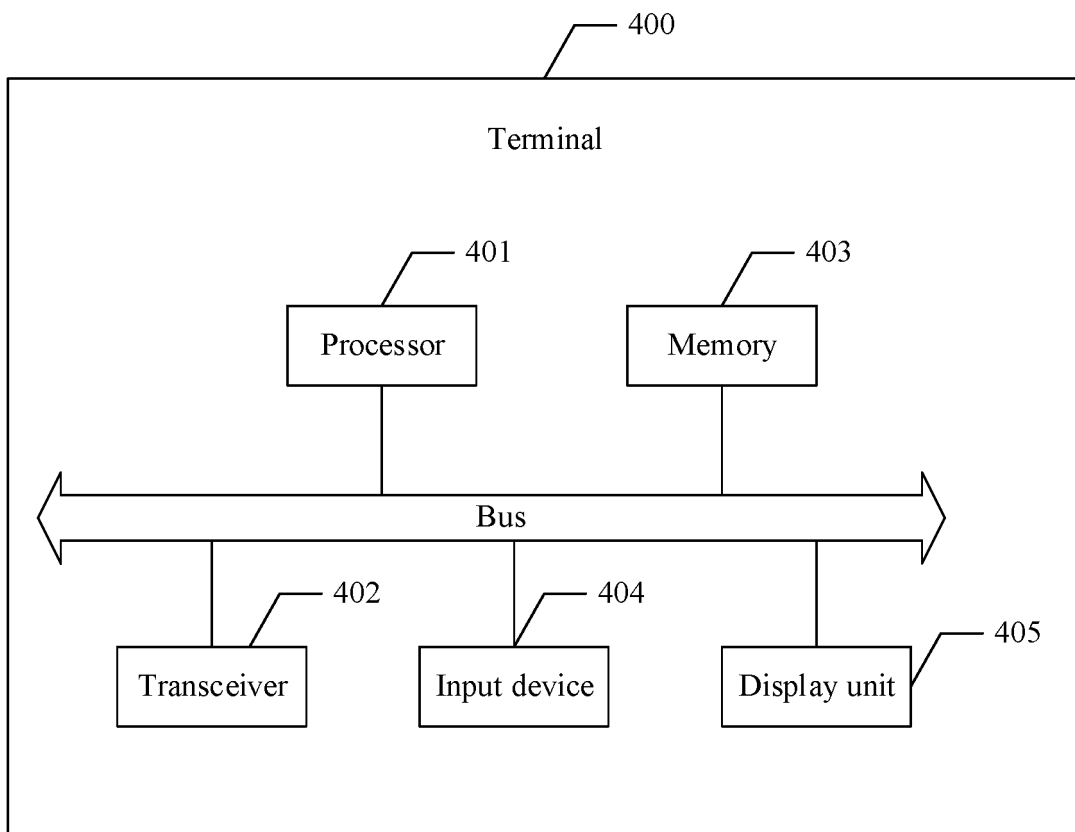 400
Terminal
401
403
Processor
Memory
Bus
402
404
405
Transceiver
Input device
Display unit